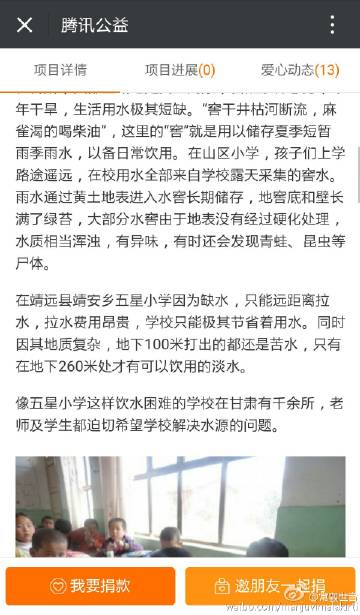 腾讯公益
项目详情 项目进展(0) 爱心动态(13)
年干旱，生活用水极其短缺。“窖干井枯河断流，麻
雀渴的喝柴油”，这里的“窖”就是用以储存夏季短暂
雨季雨水，以备日常饮用。在山区小学，孩子们上学
路途遥远，在校用水全部来自学校露天采集的窖水。
雨水通过黄土地表进入水窖长期储存，地窖底和壁长
满了绿苔，大部分水窖由于地表没有经过硬化处理，
水质相当浑浊，有异味，有时还会发现青蛙、昆虫等
尸体。
在靖远县靖安乡五星小学因为缺水，只能远距离拉
水，拉水费用昂贵，学校只能极其节省着用水。同时
因其地质复杂，地下100米打出的都还是苦水，只有
在地下260米处才有可以饮用的淡水。
像五星小学这样饮水困难的学校在甘肃有千余所，老
师及学生都迫切希望学校解决水源的问题。
我要捐款 邀朋友一起捐